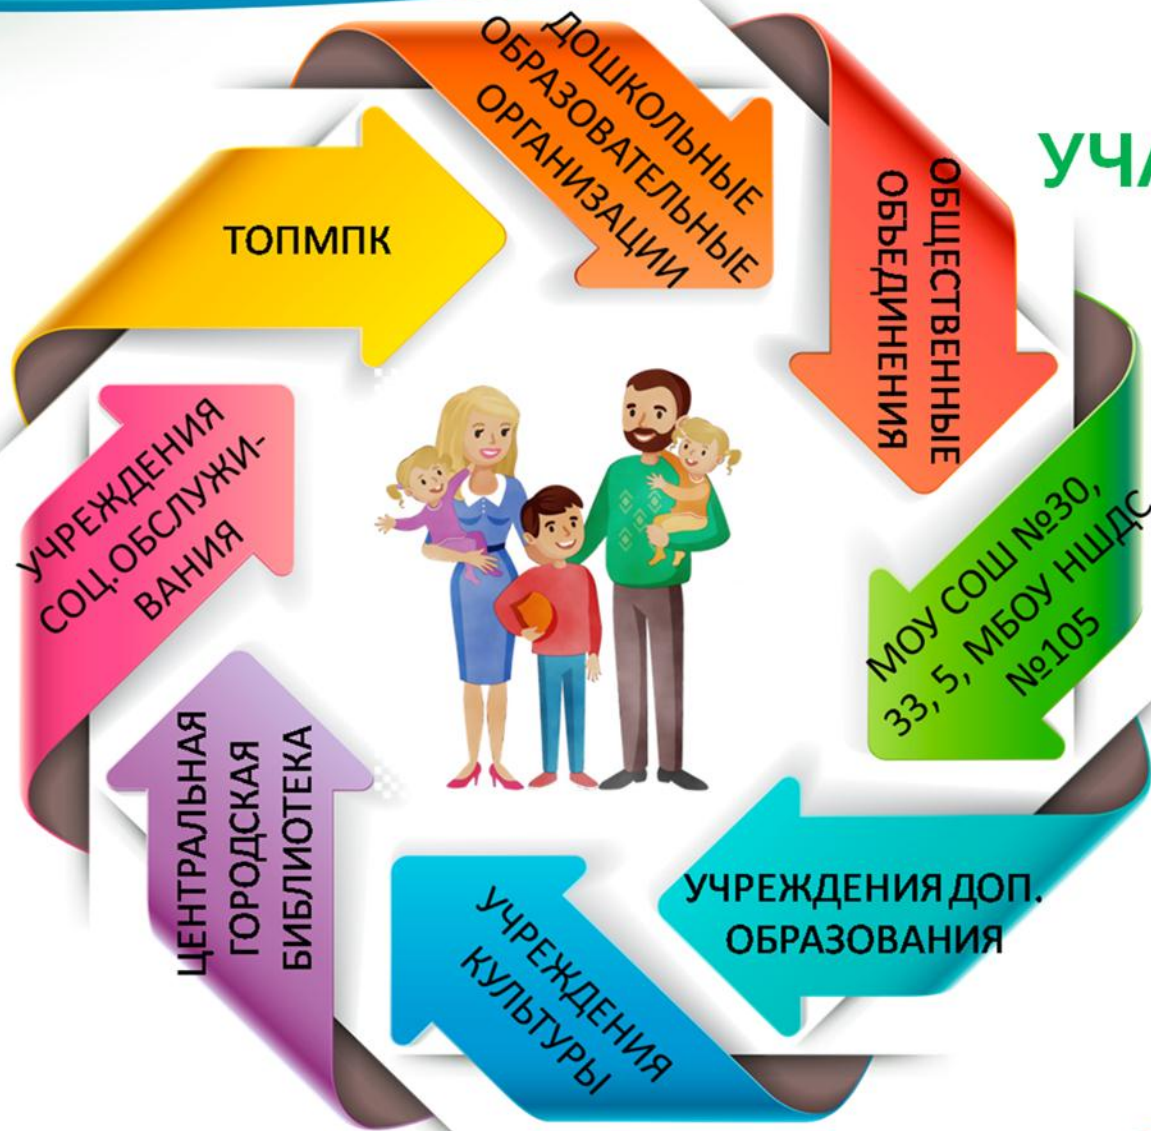 ТОПМПК
ДОШКОЛЬНЫЕ
ОБРАЗОВАТЕЛЬНЫЕ
ОРГАНИЗАЦИИ
ОБЩЕСТВЕННЫЕ
ОБЪЕДИНЕНИЯ
МОУ СОШ №30,
33, 5, МБОУ НШДС
№105
УЧРЕЖДЕНИЯ ДОП.
ОБРАЗОВАНИЯ
УЧРЕЖДЕНИЯ
КУЛЬТУРЫ
ЦЕНТРАЛЬНАЯ
ГОРОДСКАЯ
БИБЛИОТЕКА
УЧРЕЖДЕНИЯ
СОЦ.ОБСЛУЖИ-
ВАНИЯ